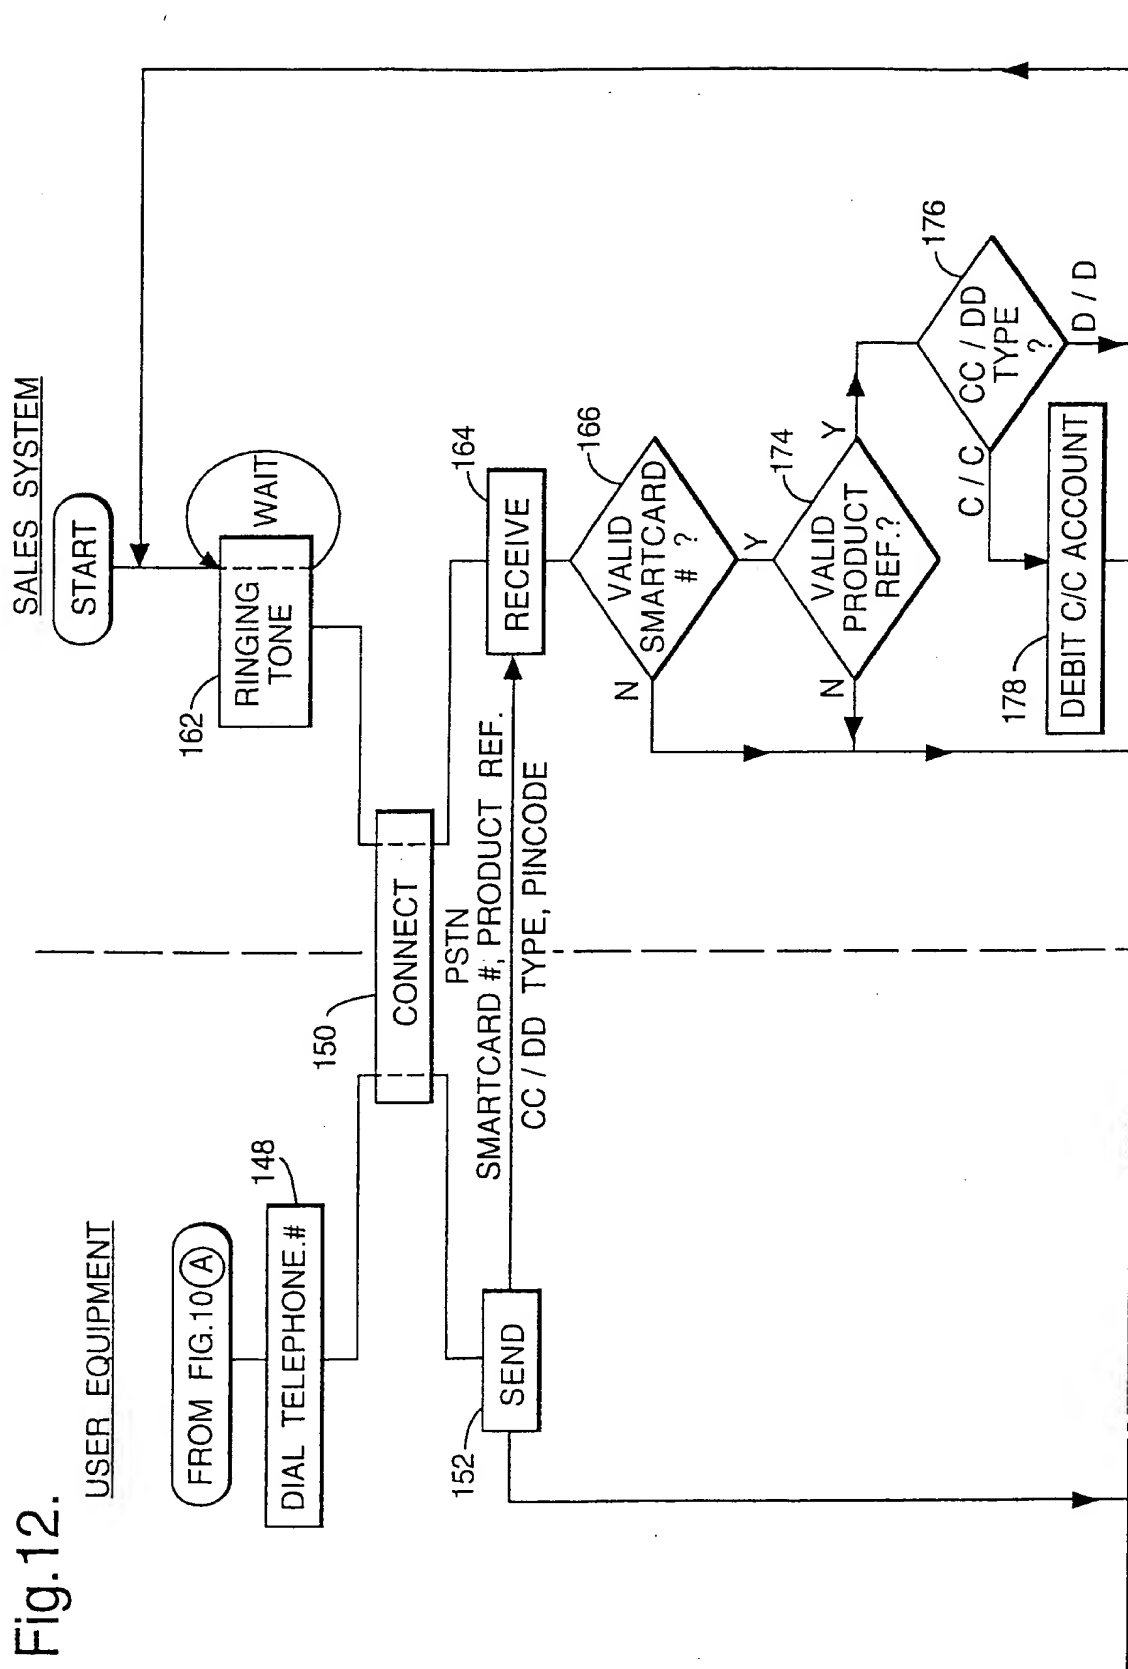 Fig.12.
USER EQUIPMENT
SALES SYSTEM
START
FROM FIG.10(A)
WAIT
RINGING
TONE
162
148
DIAL TELEPHONE.#
150
CONNECT
PSTN
SMARTCARD #, PRODUCT REF.
CC / DD TYPE, PINCODE
152
SEND
164
RECEIVE
166
VALID
SMARTCARD
# ?
N
Y
174
VALID
PRODUCT
REF.?
N
Y
176
CC / DD
TYPE
?
C / C
D / D
178
DEBIT C/C ACCOUNT